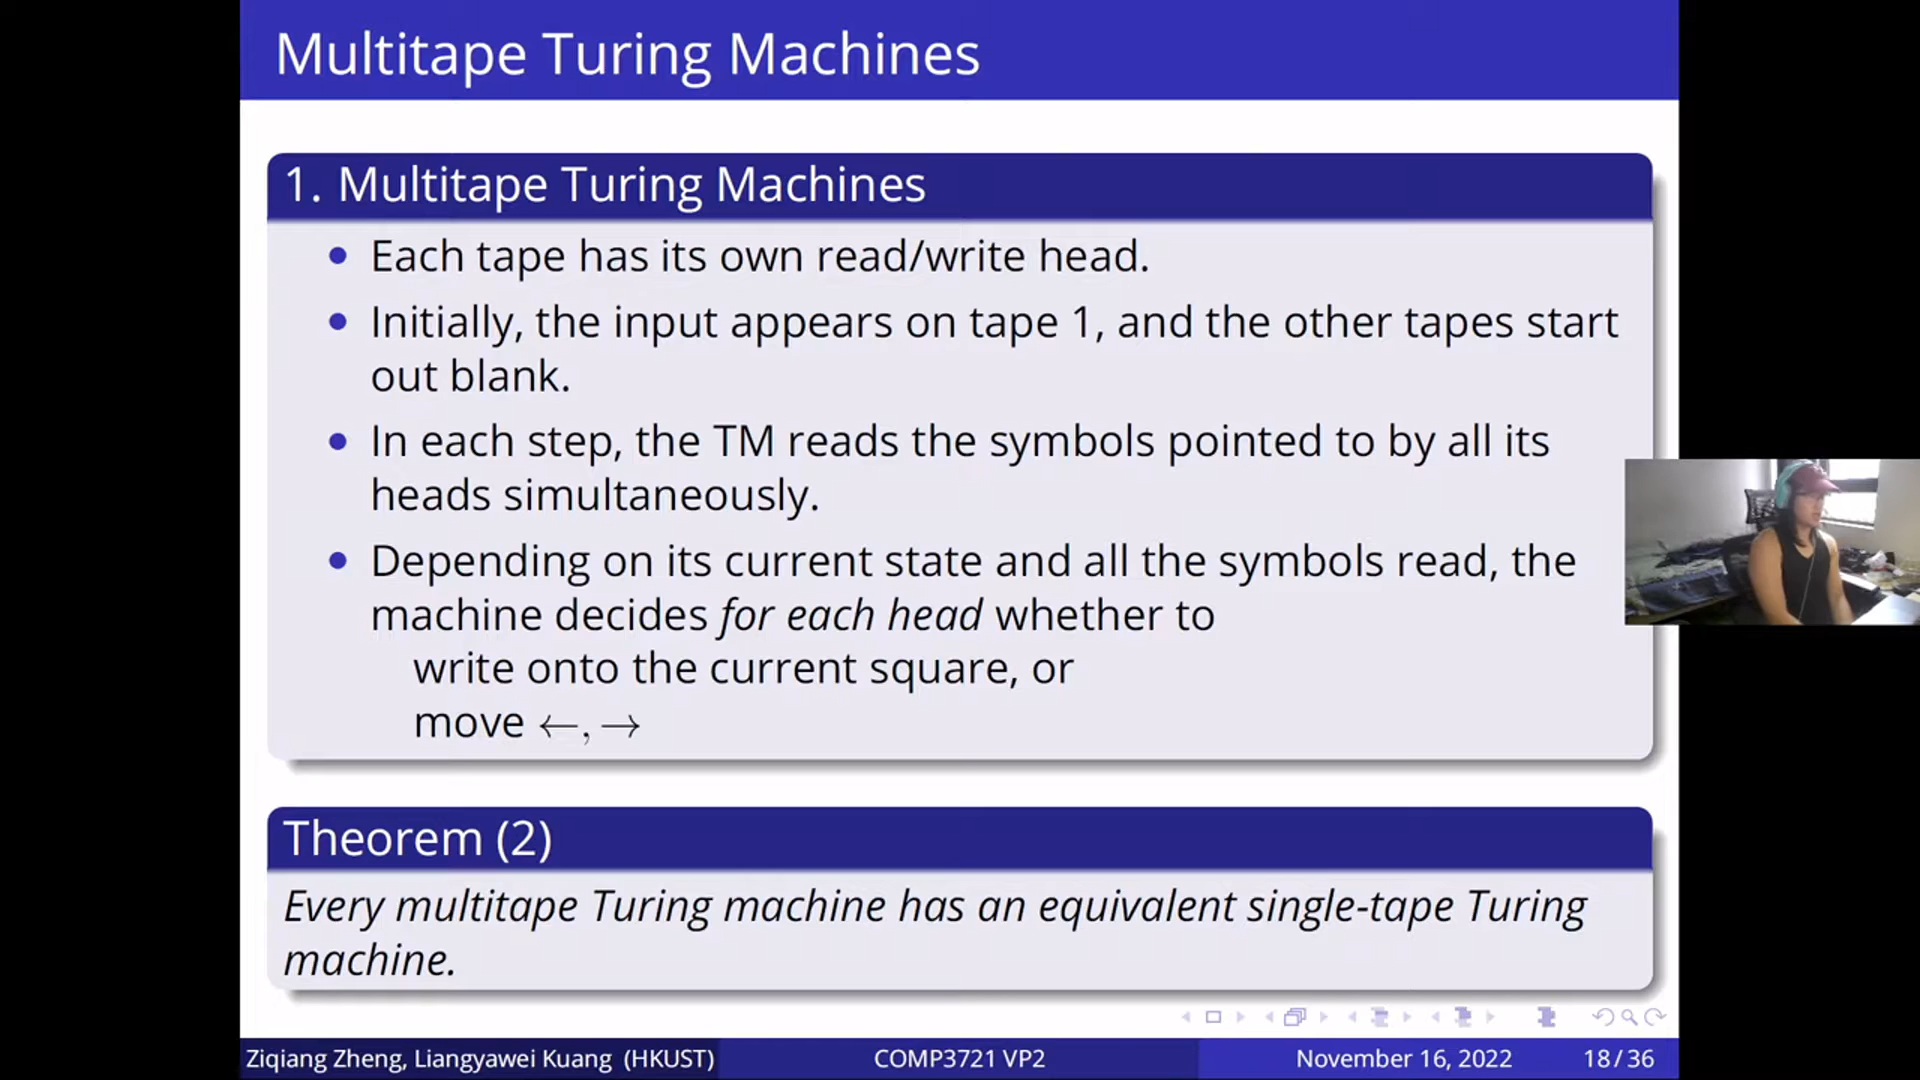 Multitape Turing Machines
1. Multitape Turing Machines
• Each tape has its own read/write head.
• Initially, the input appears on tape 1, and the other tapes start
out blank.
• In each step, the TM reads the symbols pointed to by all its
heads simultaneously.
• Depending on its current state and all the symbols read, the
machine decides for each head whether to
write onto the current square, or
move ←, →
Theorem (2)
Every multitape Turing machine has an equivalent single-tape Turing
machine.
Ziqiang Zheng, Liangyawei Kuang (HKUST) COMP3721 VP2 November 16, 2022 18 / 36